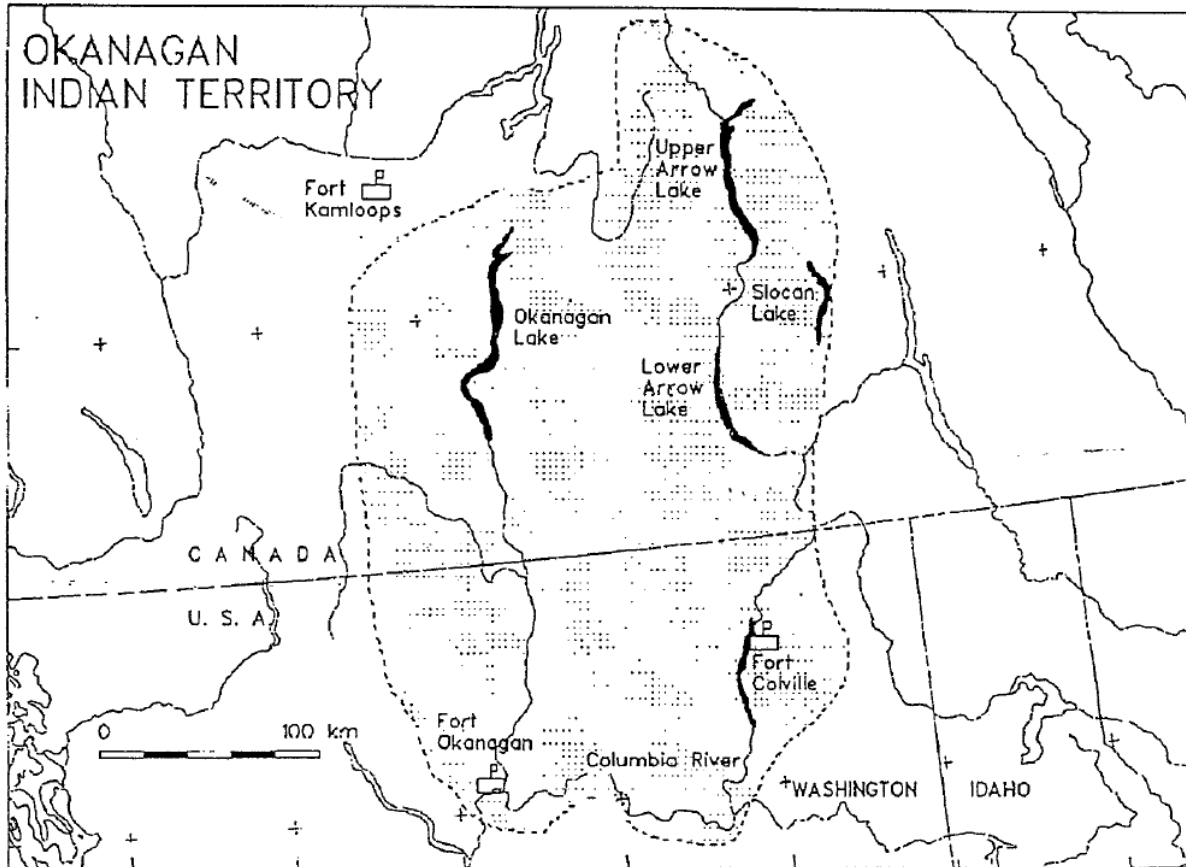 OKANAGAN
INDIAN TERRITORY
Fort
Kamloops
Upper
Arrow
Lake
Okanagan
Lake
Slocan
Lake
Lower
Arrow
Lake
CANADA
U.S.A.
Fort
Colville
0 100 km
Fort
Okanagan
Columbia River
WASHINGTON IDAHO